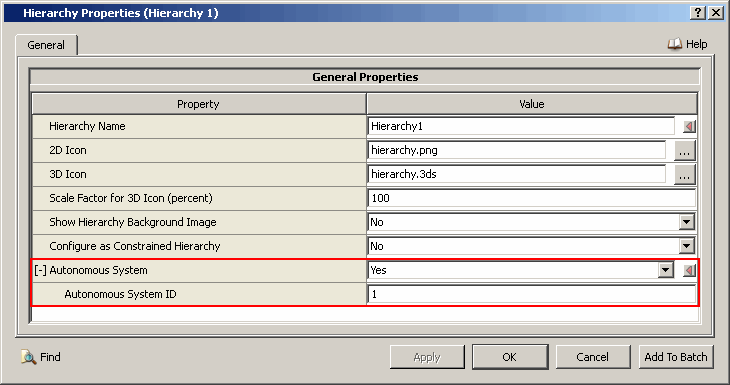 Hierarchy Properties (Hierarchy 1)
General
Help
General Properties
Property Value
Hierarchy Name Hierarchy1
2D Icon hierarchy.png ...
3D Icon hierarchy.3ds ...
Scale Factor for 3D Icon (percent) 100
Show Hierarchy Background Image No
Configure as Constrained Hierarchy No
[-] Autonomous System Yes
Autonomous System ID 1
Find Apply OK Cancel Add To Batch